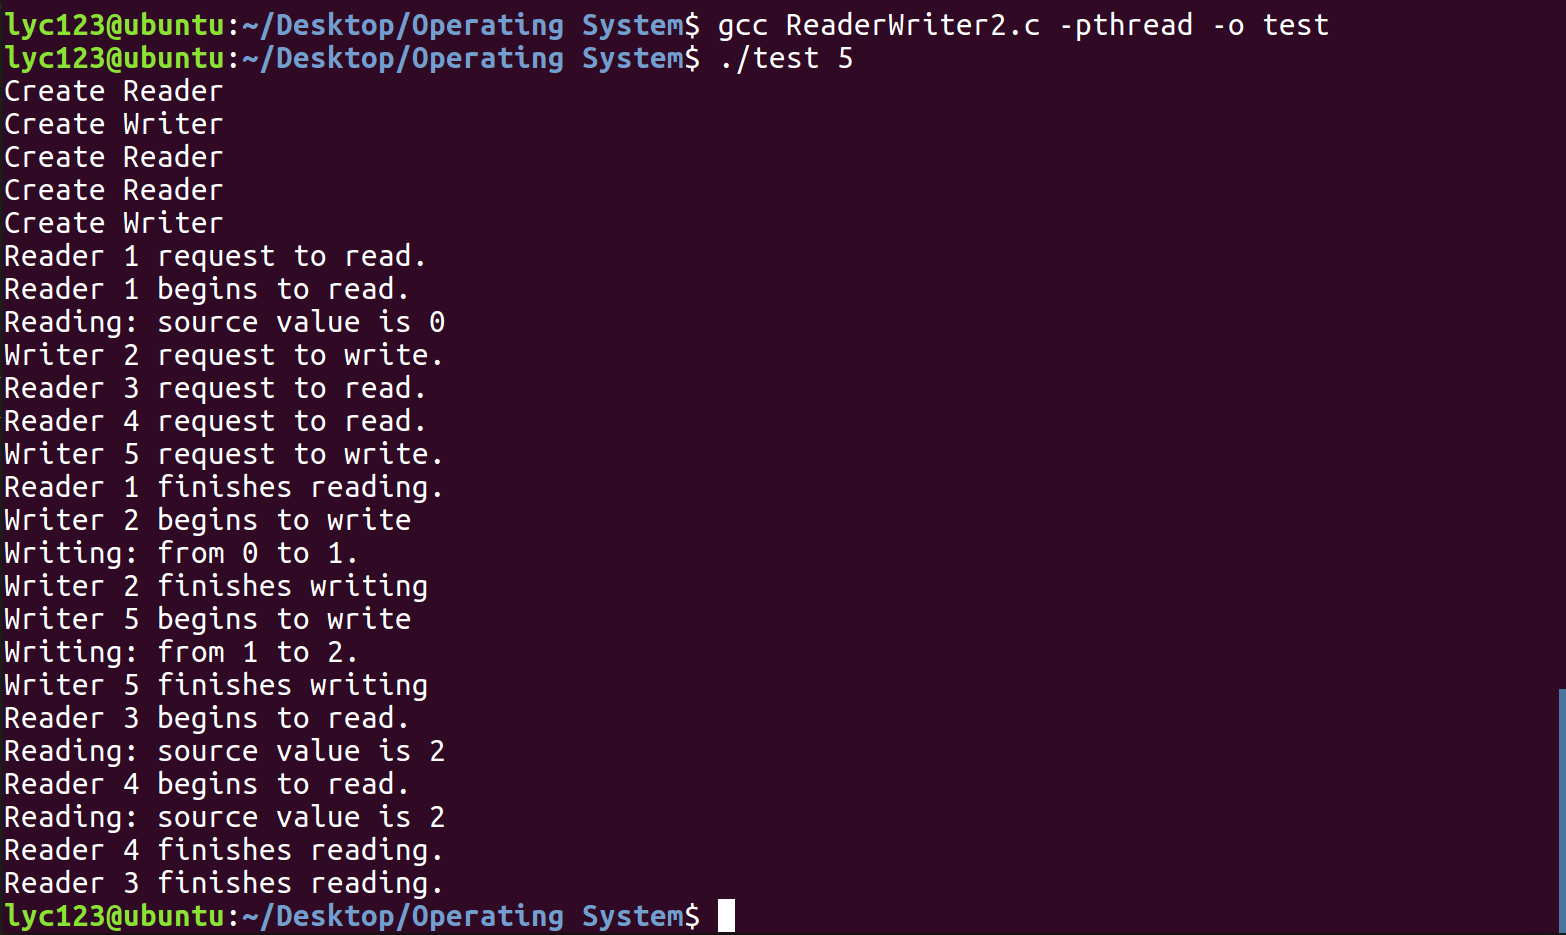 lyc123@ubuntu:~/Desktop/Operating System$ gcc ReaderWriter2.c -pthread -o test
lyc123@ubuntu:~/Desktop/Operating System$ ./test 5
Create Reader
Create Writer
Create Reader
Create Reader
Create Writer
Reader 1 request to read.
Reader 1 begins to read.
Reading: source value is 0
Writer 2 request to write.
Reader 3 request to read.
Reader 4 request to read.
Writer 5 request to write.
Reader 1 finishes reading.
Writer 2 begins to write
Writing: from 0 to 1.
Writer 2 finishes writing
Writer 5 begins to write
Writing: from 1 to 2.
Writer 5 finishes writing
Reader 3 begins to read.
Reading: source value is 2
Reader 4 begins to read.
Reading: source value is 2
Reader 4 finishes reading.
Reader 3 finishes reading.
lyc123@ubuntu:~/Desktop/Operating System$